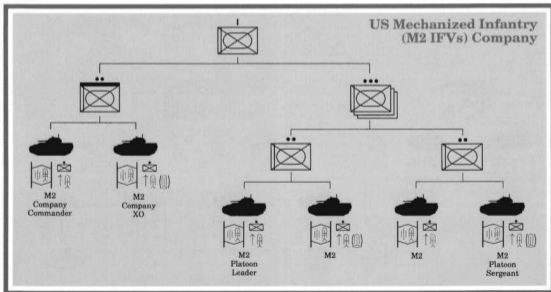 US Mechanized Infantry
(M2 IFVs) Company
M2
Company
Commander
M2
Company
XO
M2
Platoon
Leader
M2
M2
M2
Platoon
Sergeant